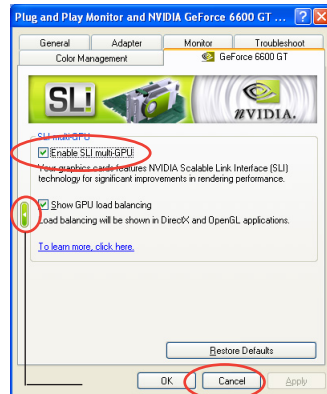 Plug and Play Monitor and NVIDIA GeForce 6600 GT ...
General Adapter Monitor Troubleshoot
Color Management GeForce 6600 GT
SLI
NVIDIA.
SLI multi-GPU
Enable SLI multi-GPU
Your graphics cards features NVIDIA Scalable Link Interface (SLI)
technology for significant improvements in rendering performance.
Show GPU load balancing
Load balancing will be shown in DirectX and OpenGL applications.
To learn more, click here.
Restore Defaults
OK Cancel Apply